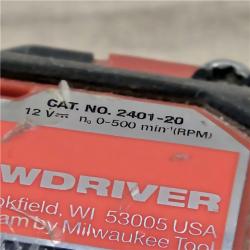 CAT. NO. 2401-20
12 V⎓ n₀ 0-500 min⁻¹(RPM)
WDRIVER
okfield, WI 53005 USA
am by Milwaukee Tool